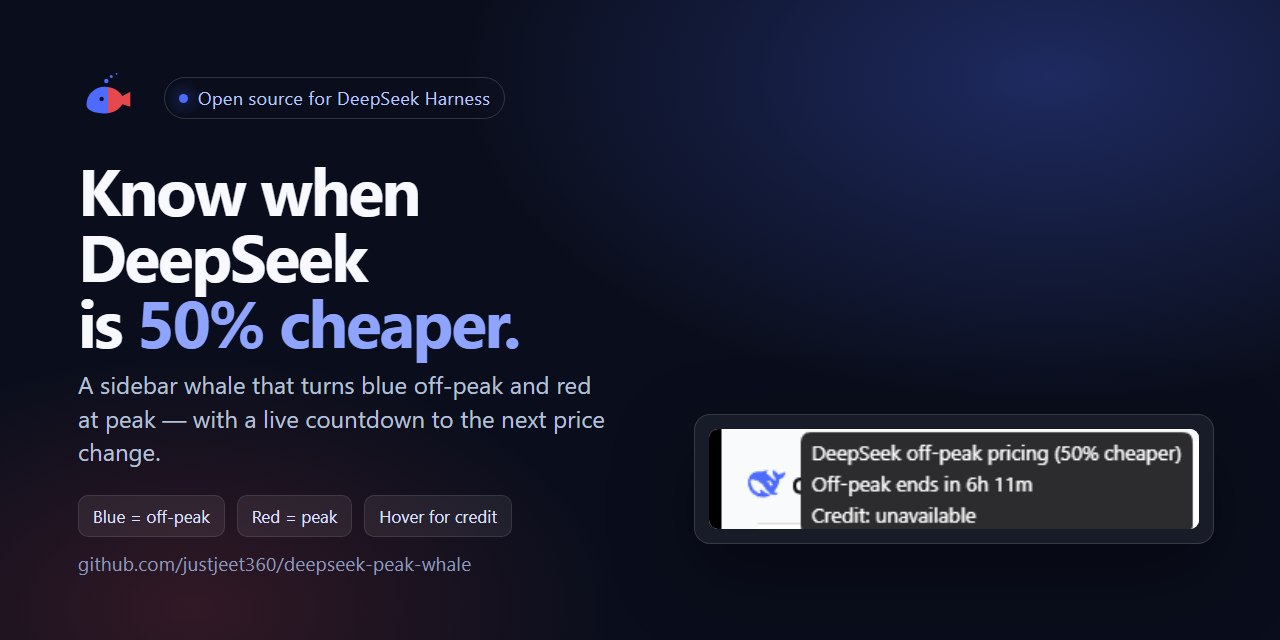 Open source for DeepSeek Harness
Know when
DeepSeek
is 50% cheaper.
A sidebar whale that turns blue off-peak and red
at peak — with a live countdown to the next price
change.
Blue = off-peak
Red = peak
Hover for credit
github.com/justjeet360/deepseek-peak-whale
DeepSeek off-peak pricing (50% cheaper)
Off-peak ends in 6h 11m
Credit: unavailable